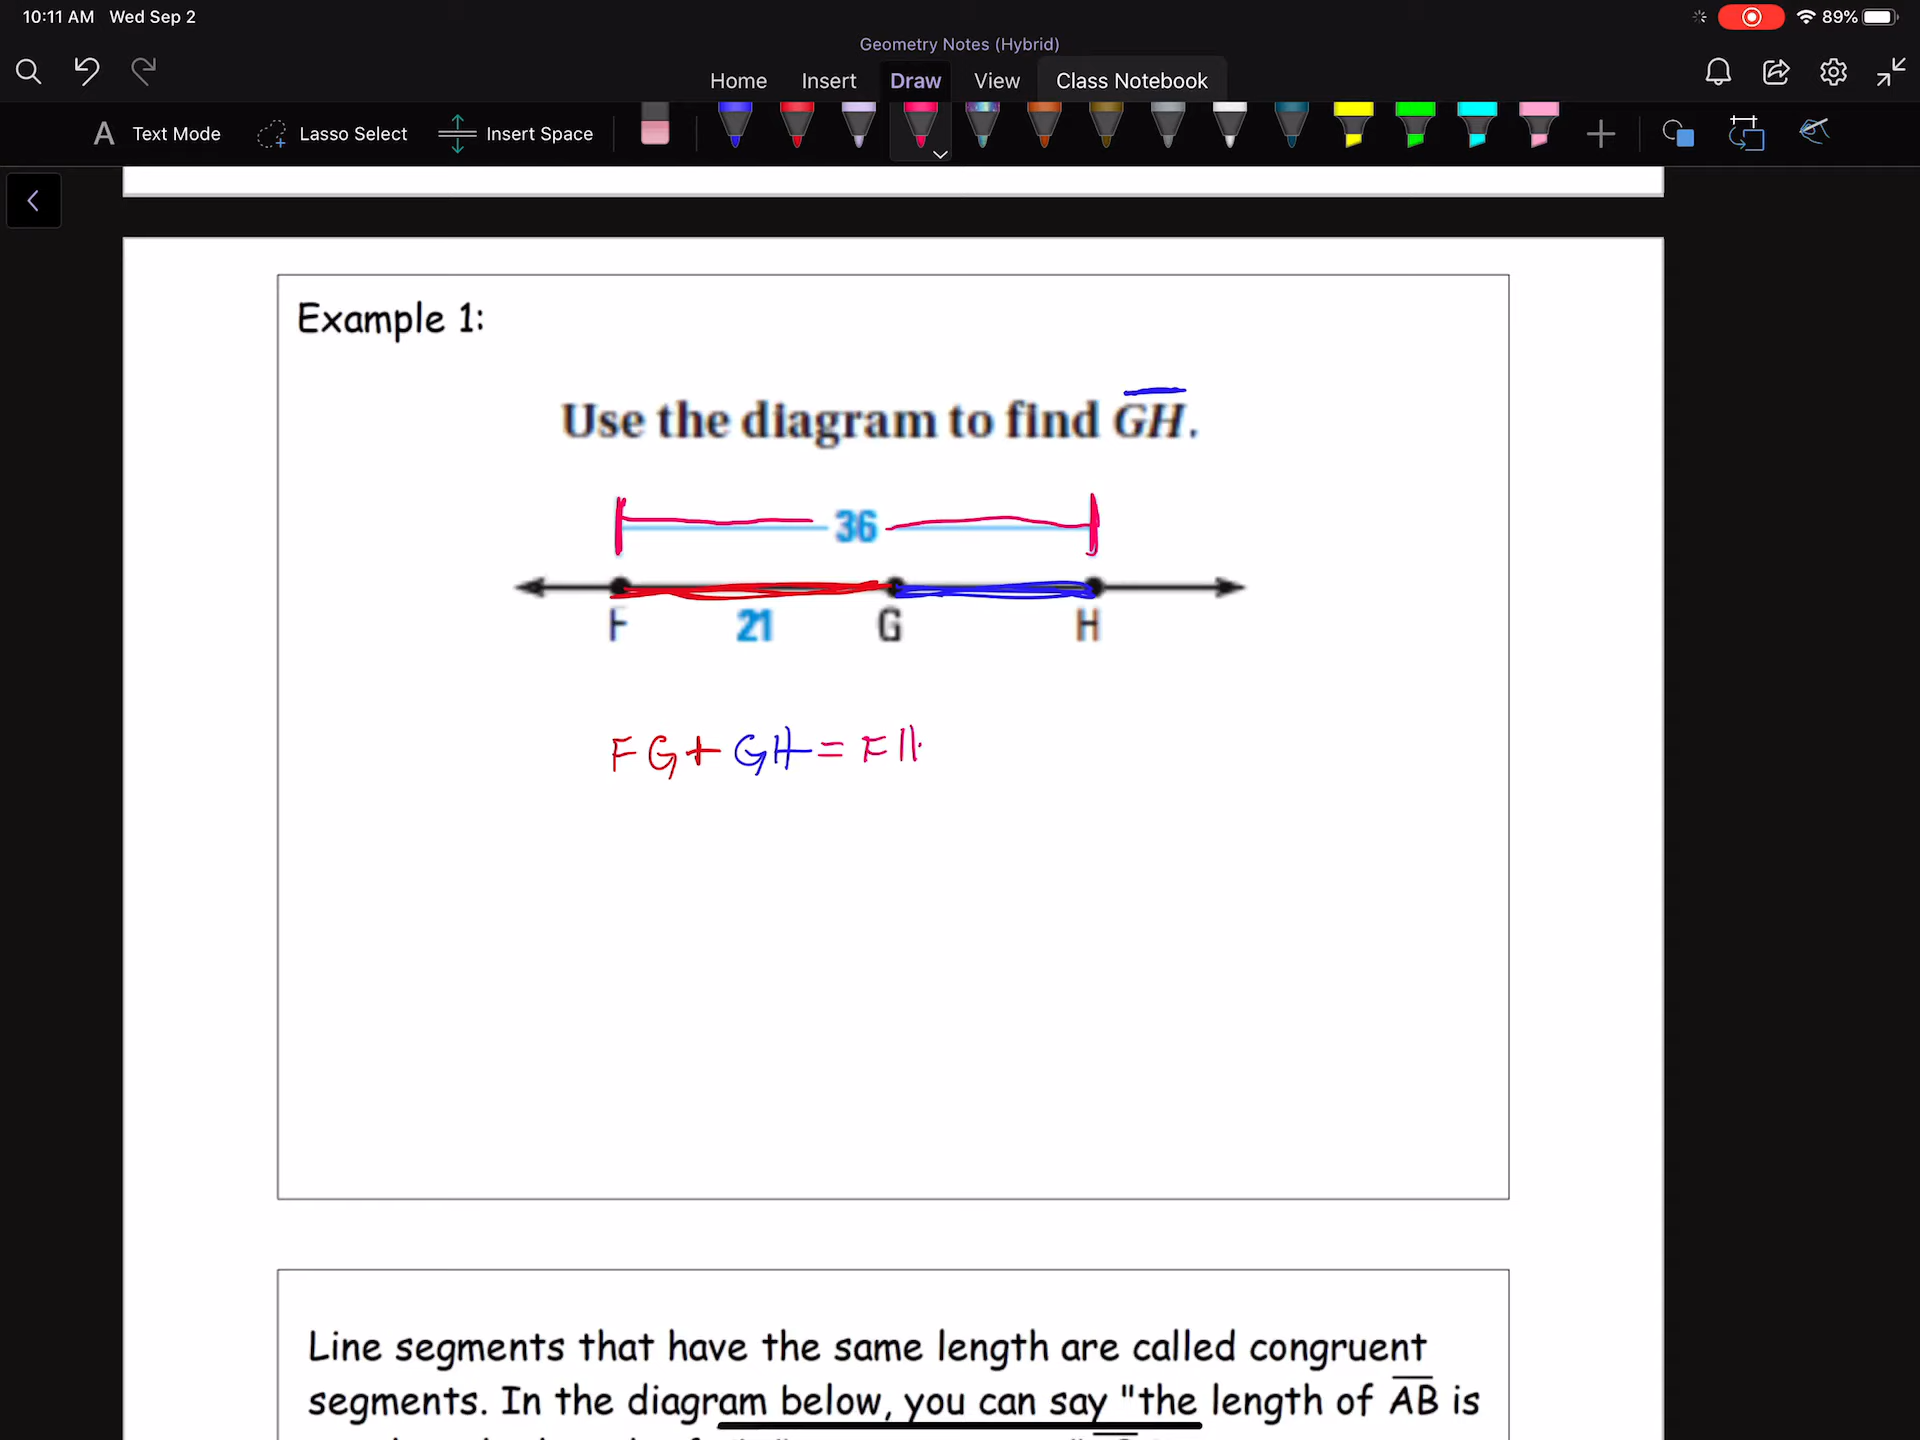 10:11 AM Wed Sep 2
89%
Geometry Notes (Hybrid)
Home Insert Draw View Class Notebook
A Text Mode Lasso Select Insert Space
Example 1:
Use the diagram to find GH.
36
F 21 G H
FG + GH = FH
Line segments that have the same length are called congruent
segments. In the diagram below, you can say "the length of AB is